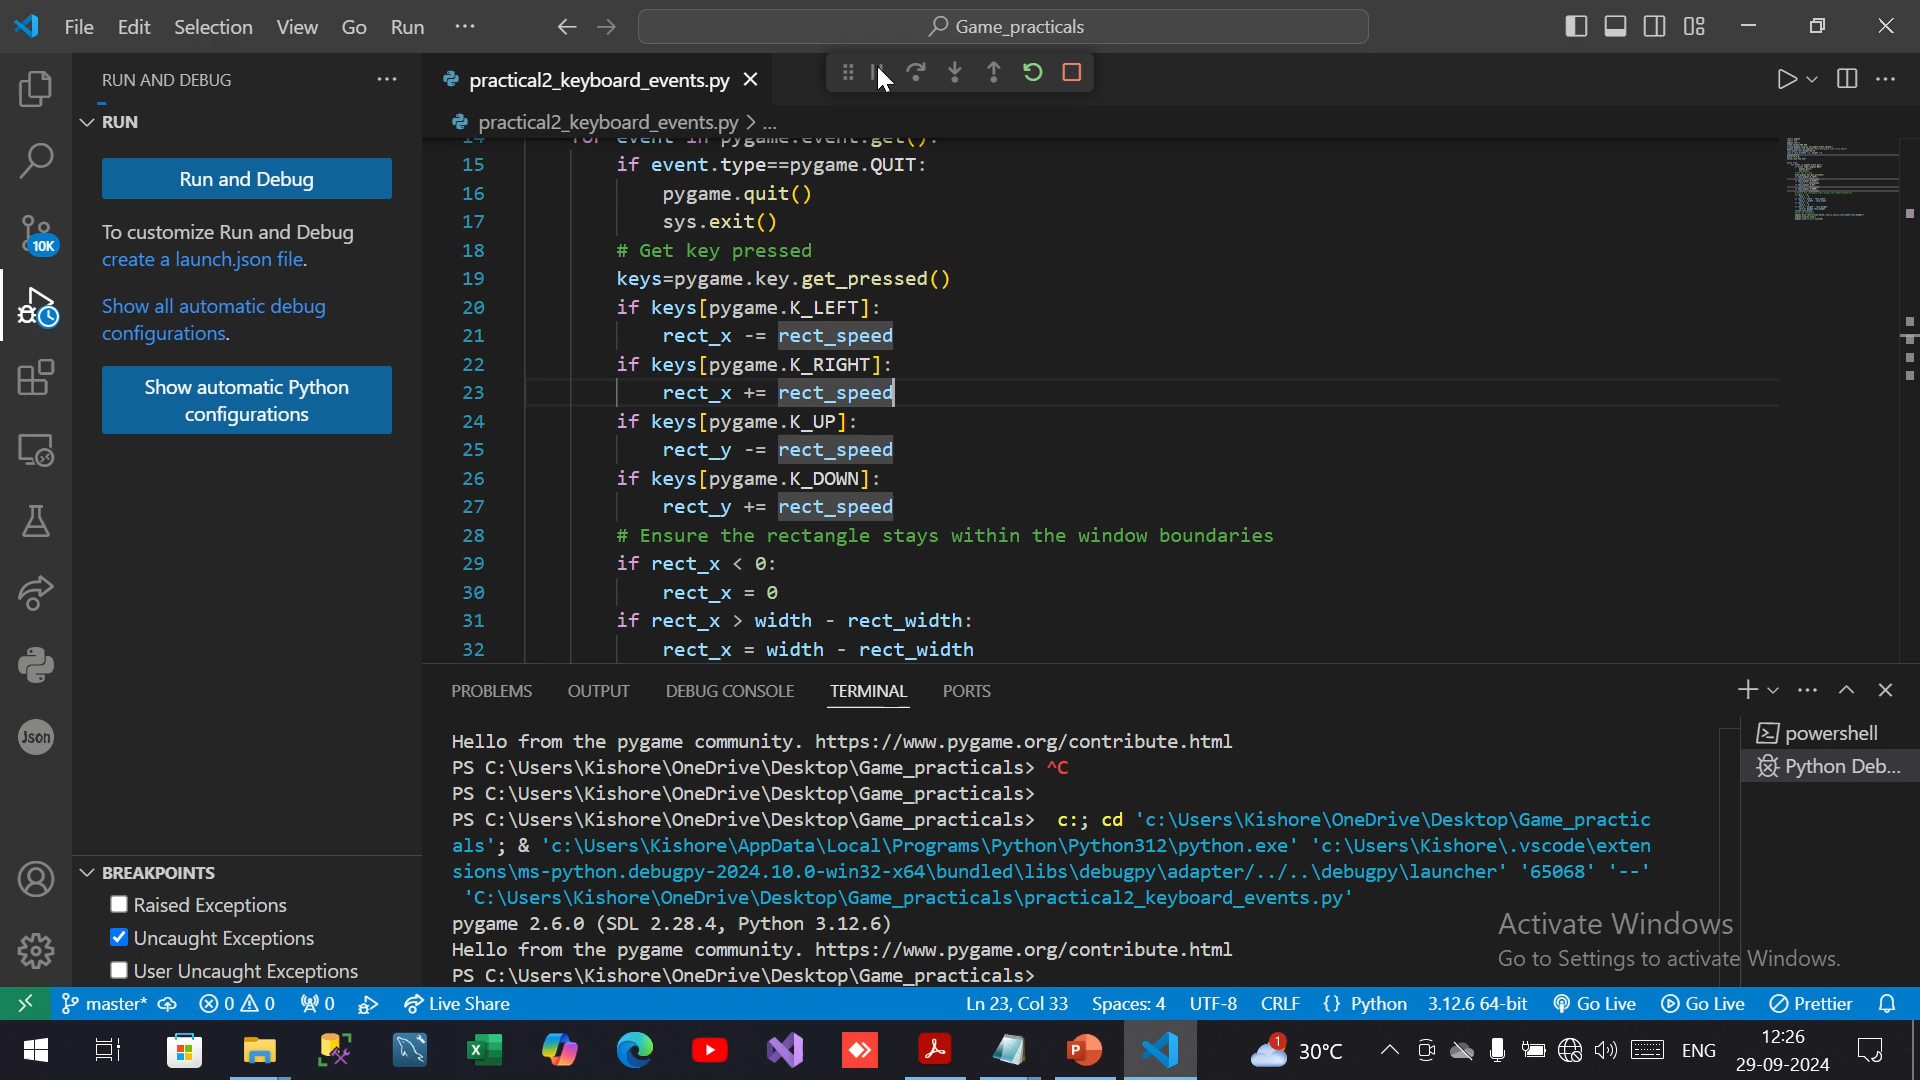 File Edit Selection View Go Run ···
Game_practicals
RUN AND DEBUG ···
practical2_keyboard_events.py
RUN
practical2_keyboard_events.py > ...
Run and Debug
To customize Run and Debug
create a launch.json file.
Show all automatic debug
configurations.
Show automatic Python
configurations
14 for event in pygame.event.get():
15 if event.type==pygame.QUIT:
16 pygame.quit()
17 sys.exit()
18 # Get key pressed
19 keys=pygame.key.get_pressed()
20 if keys[pygame.K_LEFT]:
21 rect_x -= rect_speed
22 if keys[pygame.K_RIGHT]:
23 rect_x += rect_speed
24 if keys[pygame.K_UP]:
25 rect_y -= rect_speed
26 if keys[pygame.K_DOWN]:
27 rect_y += rect_speed
28 # Ensure the rectangle stays within the window boundaries
29 if rect_x < 0:
30 rect_x = 0
31 if rect_x > width - rect_width:
32 rect_x = width - rect_width
10K
Json
BREAKPOINTS
Raised Exceptions
Uncaught Exceptions
User Uncaught Exceptions
PROBLEMS OUTPUT DEBUG CONSOLE TERMINAL PORTS
powershell
Python Deb...
Hello from the pygame community. https://www.pygame.org/contribute.html
PS C:\Users\Kishore\OneDrive\Desktop\Game_practicals> ^C
PS C:\Users\Kishore\OneDrive\Desktop\Game_practicals>
PS C:\Users\Kishore\OneDrive\Desktop\Game_practicals> c:; cd 'c:\Users\Kishore\OneDrive\Desktop\Game_practic
als'; & 'c:\Users\Kishore\AppData\Local\Programs\Python\Python312\python.exe' 'c:\Users\Kishore\.vscode\exten
sions\ms-python.debugpy-2024.10.0-win32-x64\bundled\libs\debugpy\adapter/../..\debugpy\launcher' '65068' '--'
'C:\Users\Kishore\OneDrive\Desktop\Game_practicals\practical2_keyboard_events.py'
pygame 2.6.0 (SDL 2.28.4, Python 3.12.6)
Hello from the pygame community. https://www.pygame.org/contribute.html
PS C:\Users\Kishore\OneDrive\Desktop\Game_practicals>
Activate Windows
Go to Settings to activate Windows.
master* 0 0 0 Live Share Ln 23, Col 33 Spaces: 4 UTF-8 CRLF {} Python 3.12.6 64-bit Go Live Go Live Prettier
1 30°C ENG 12:26
29-09-2024